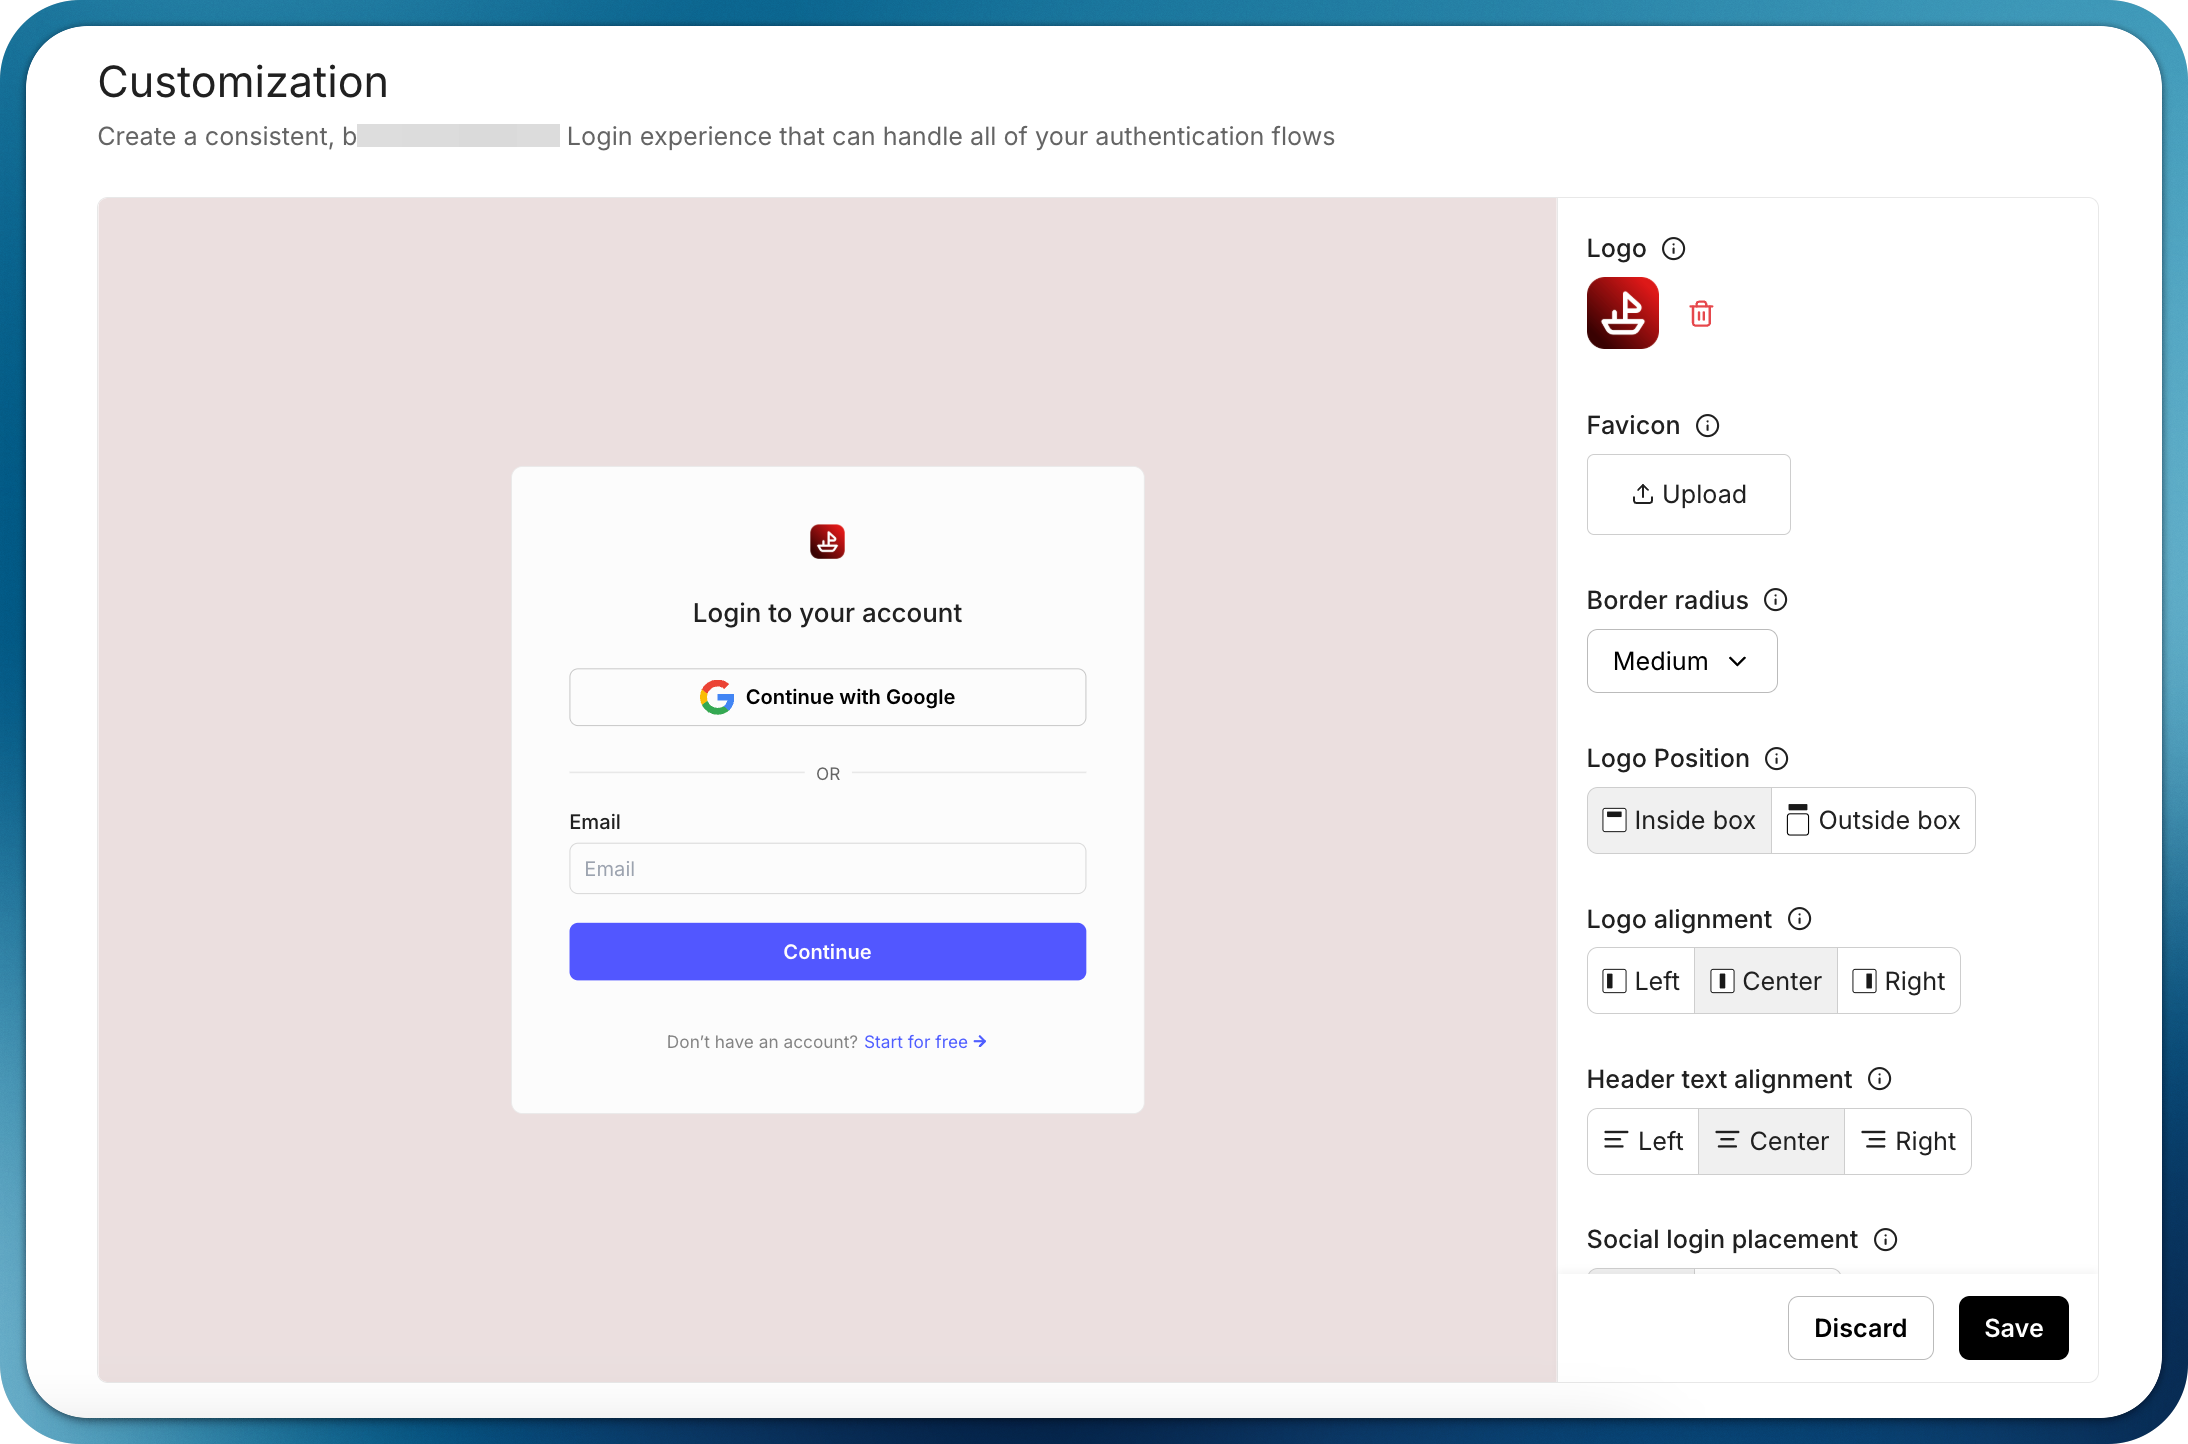 Customization
Create a consistent, b Login experience that can handle all of your authentication flows
Login to your account
Continue with Google
OR
Email
Email
Continue
Don't have an account? Start for free →
Logo
Favicon
Upload
Border radius
Medium
Logo Position
Inside box Outside box
Logo alignment
Left Center Right
Header text alignment
Left Center Right
Social login placement
Discard Save